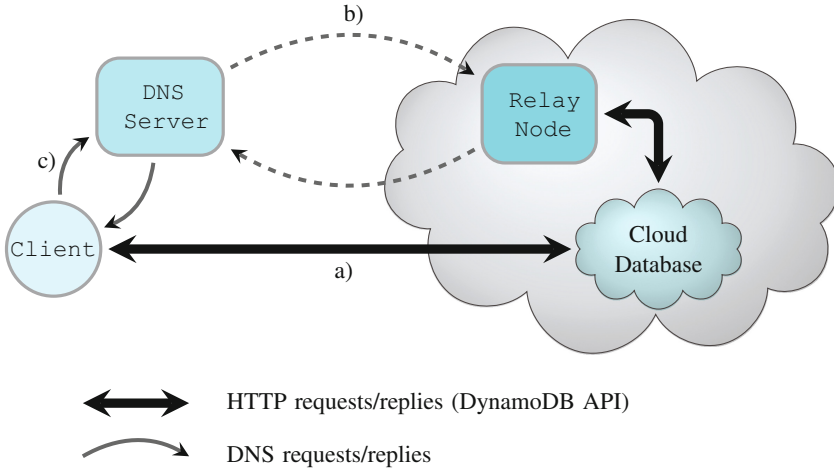 b)
DNS
Server
Relay
Node
c)
Client
Cloud
Database
a)
HTTP requests/replies (DynamoDB API)
DNS requests/replies